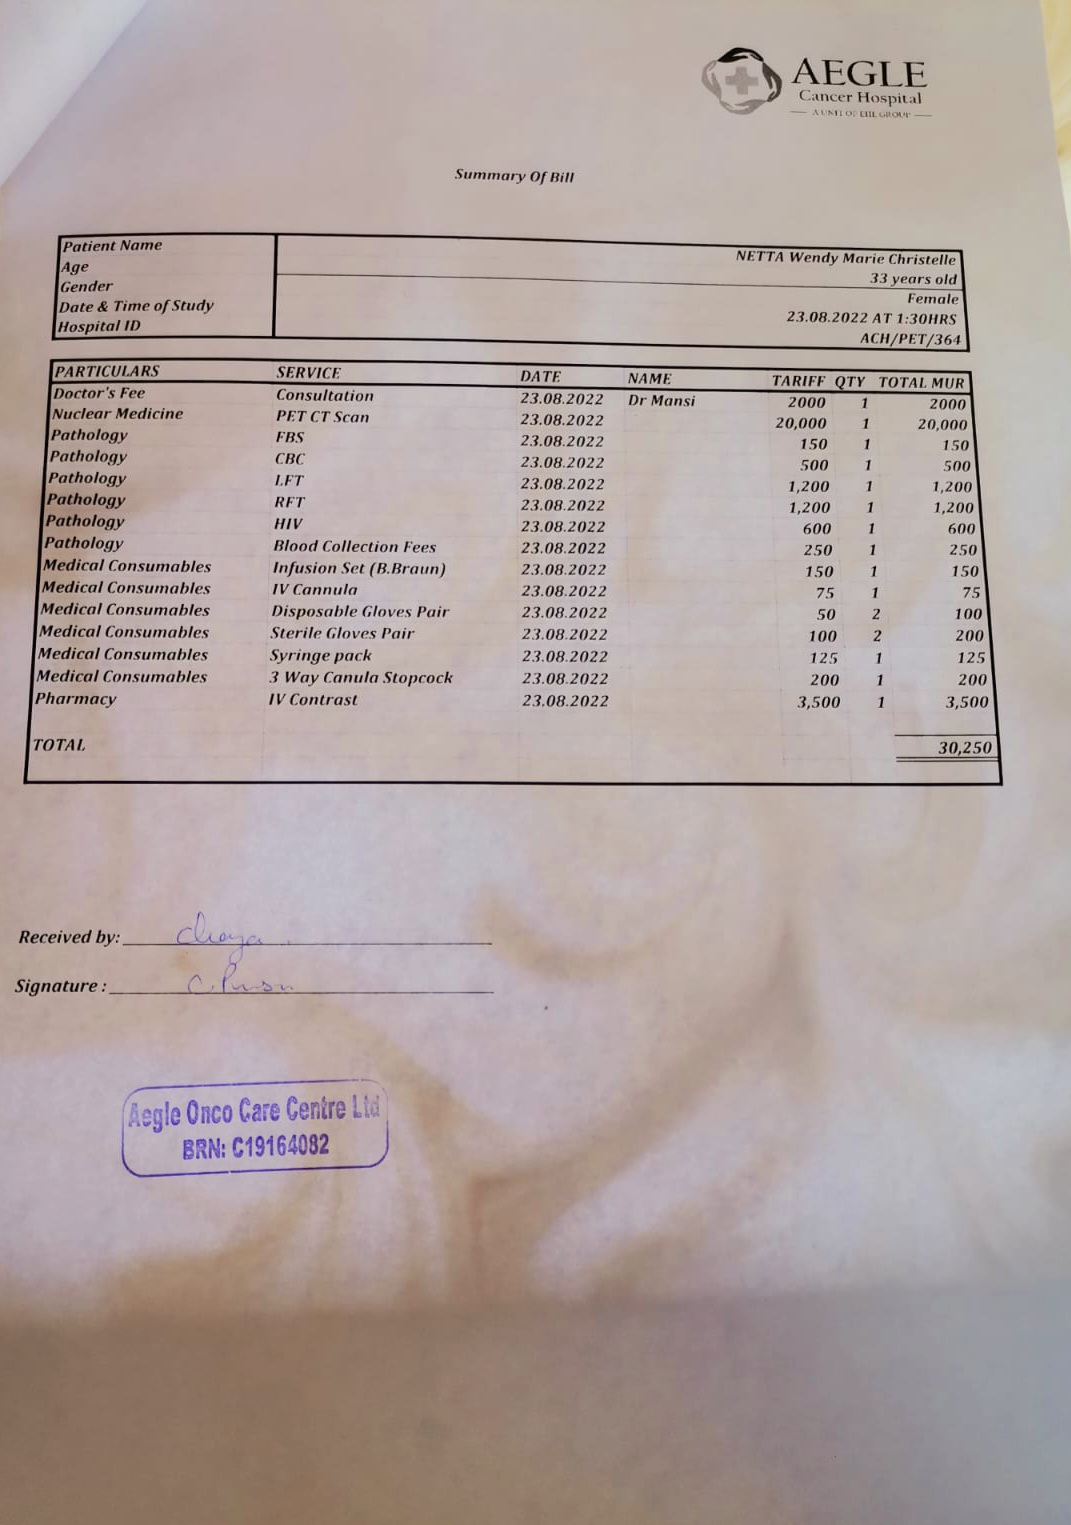 AEGLE
Cancer Hospital
A UNIT OF EIIL GROUP
Summary Of Bill
Patient Name NETTA Wendy Marie Christelle
Age 33 years old
Gender Female
Date & Time of Study 23.08.2022 AT 1:30HRS
Hospital ID ACH/PET/364
PARTICULARS SERVICE DATE NAME TARIFF QTY TOTAL MUR
Doctor's Fee Consultation 23.08.2022 Dr Mansi 2000 1 2000
Nuclear Medicine PET CT Scan 23.08.2022 20,000 1 20,000
Pathology FBS 23.08.2022 150 1 150
Pathology CBC 23.08.2022 500 1 500
Pathology LFT 23.08.2022 1,200 1 1,200
Pathology RFT 23.08.2022 1,200 1 1,200
Pathology HIV 23.08.2022 600 1 600
Pathology Blood Collection Fees 23.08.2022 250 1 250
Medical Consumables Infusion Set (B.Braun) 23.08.2022 150 1 150
Medical Consumables IV Cannula 23.08.2022 75 1 75
Medical Consumables Disposable Gloves Pair 23.08.2022 50 2 100
Medical Consumables Sterile Gloves Pair 23.08.2022 100 2 200
Medical Consumables Syringe pack 23.08.2022 125 1 125
Medical Consumables 3 Way Canula Stopcock 23.08.2022 200 1 200
Pharmacy IV Contrast 23.08.2022 3,500 1 3,500
TOTAL 30,250
Received by:
Signature :
Aegle Onco Care Centre Ltd
BRN: C19164082